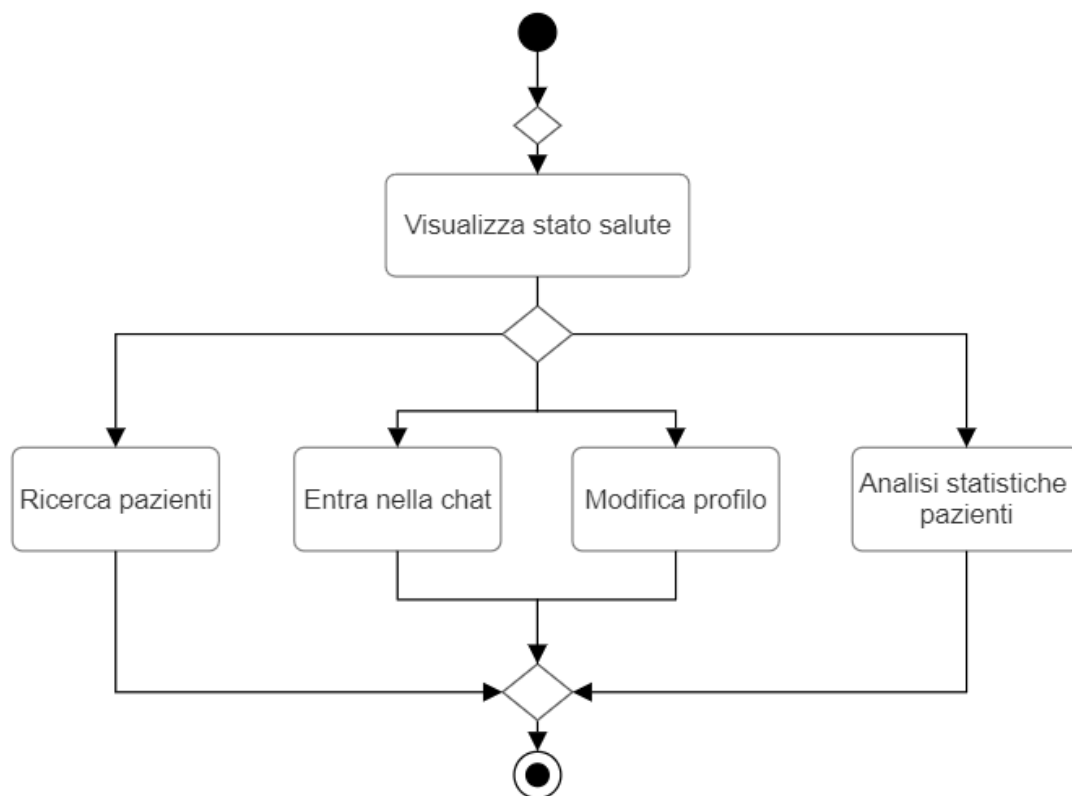 Visualizza stato salute
Ricerca pazienti
Entra nella chat
Modifica profilo
Analisi statistiche
pazienti